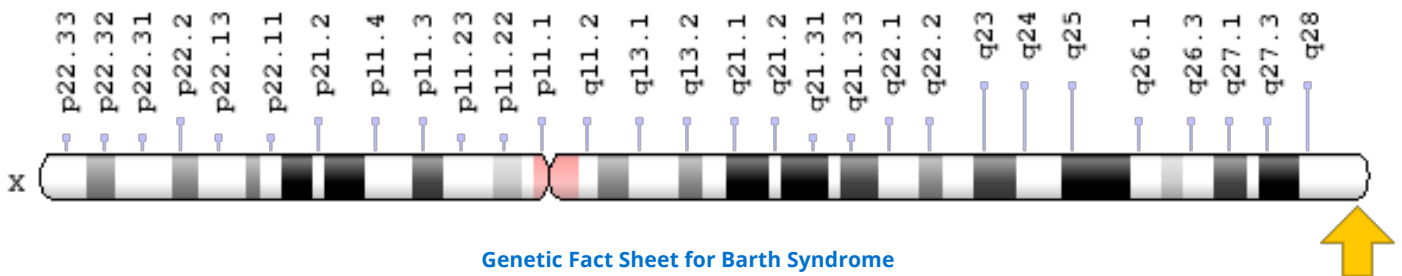 p22.33 p22.32 p22.31 p22.2 p22.13 p22.11 p21.2 p11.4 p11.3 p11.23 p11.22 p11.1 q11.2 q13.1 q13.2 q21.1 q21.2 q21.31 q21.33 q22.1 q22.2 q23 q24 q25 q26.1 q26.3 q27.1 q27.3 q28
X
Genetic Fact Sheet for Barth Syndrome